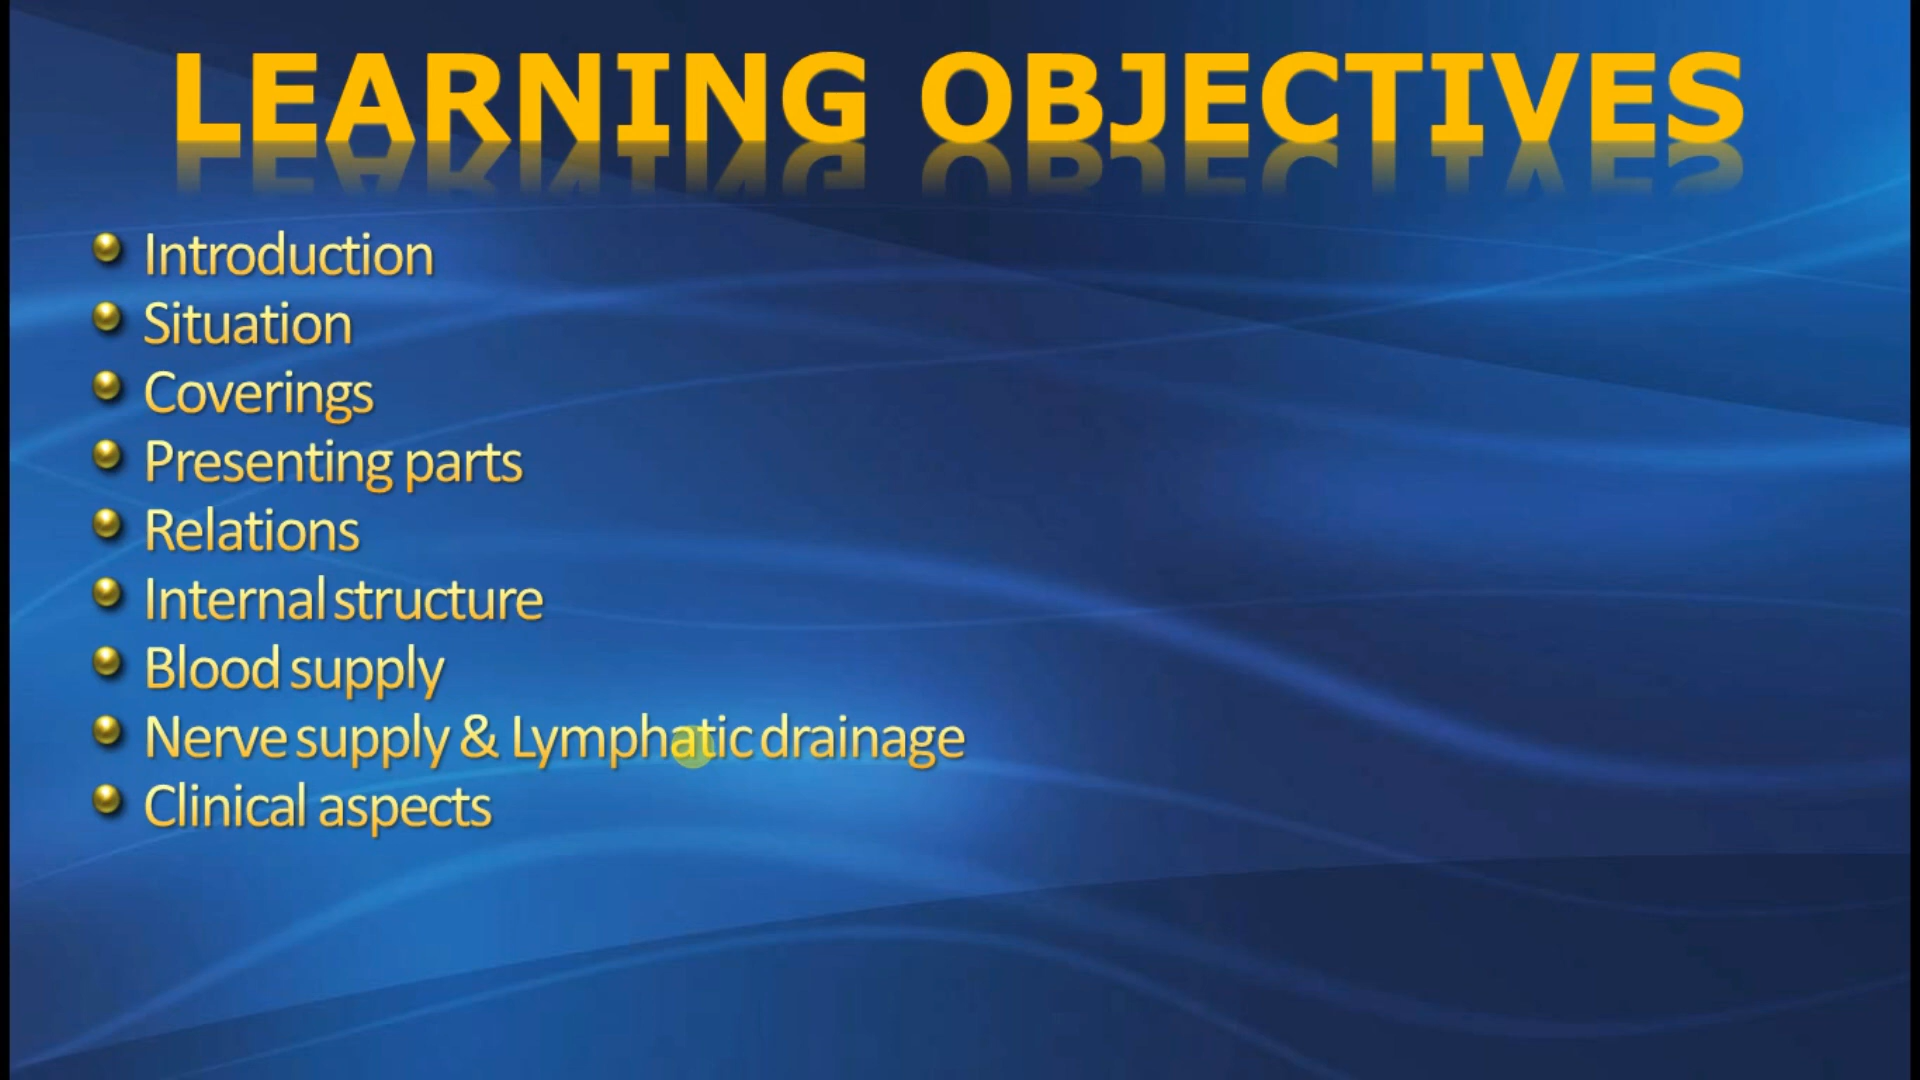 LEARNING OBJECTIVES
Introduction
Situation
Coverings
Presenting parts
Relations
Internal structure
Blood supply
Nerve supply & Lymphatic drainage
Clinical aspects